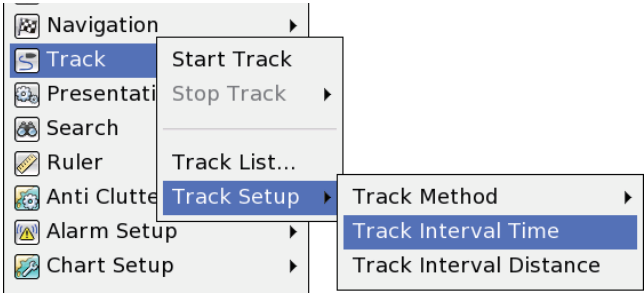 Navigation
Track
Presentati
Search
Ruler
Anti Clutte
Alarm Setup
Chart Setup
Start Track
Stop Track
Track List...
Track Setup
Track Method
Track Interval Time
Track Interval Distance